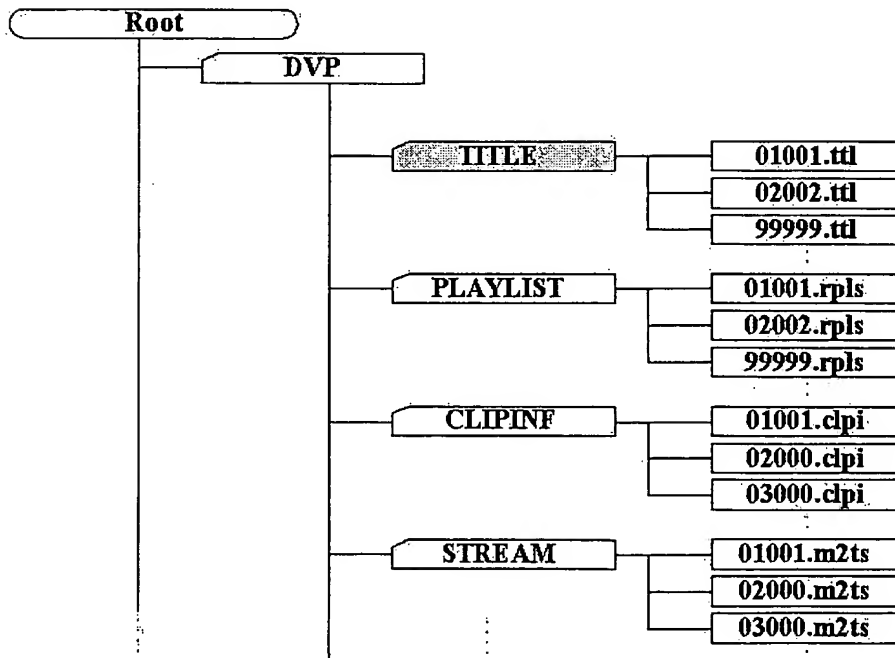 Root
DVP
TITLE
01001.ttl
02002.ttl
99999.ttl
PLAYLIST
01001.rpls
02002.rpls
99999.rpls
CLIPINF
01001.clpi
02000.clpi
03000.clpi
STREAM
01001.m2ts
02000.m2ts
03000.m2ts